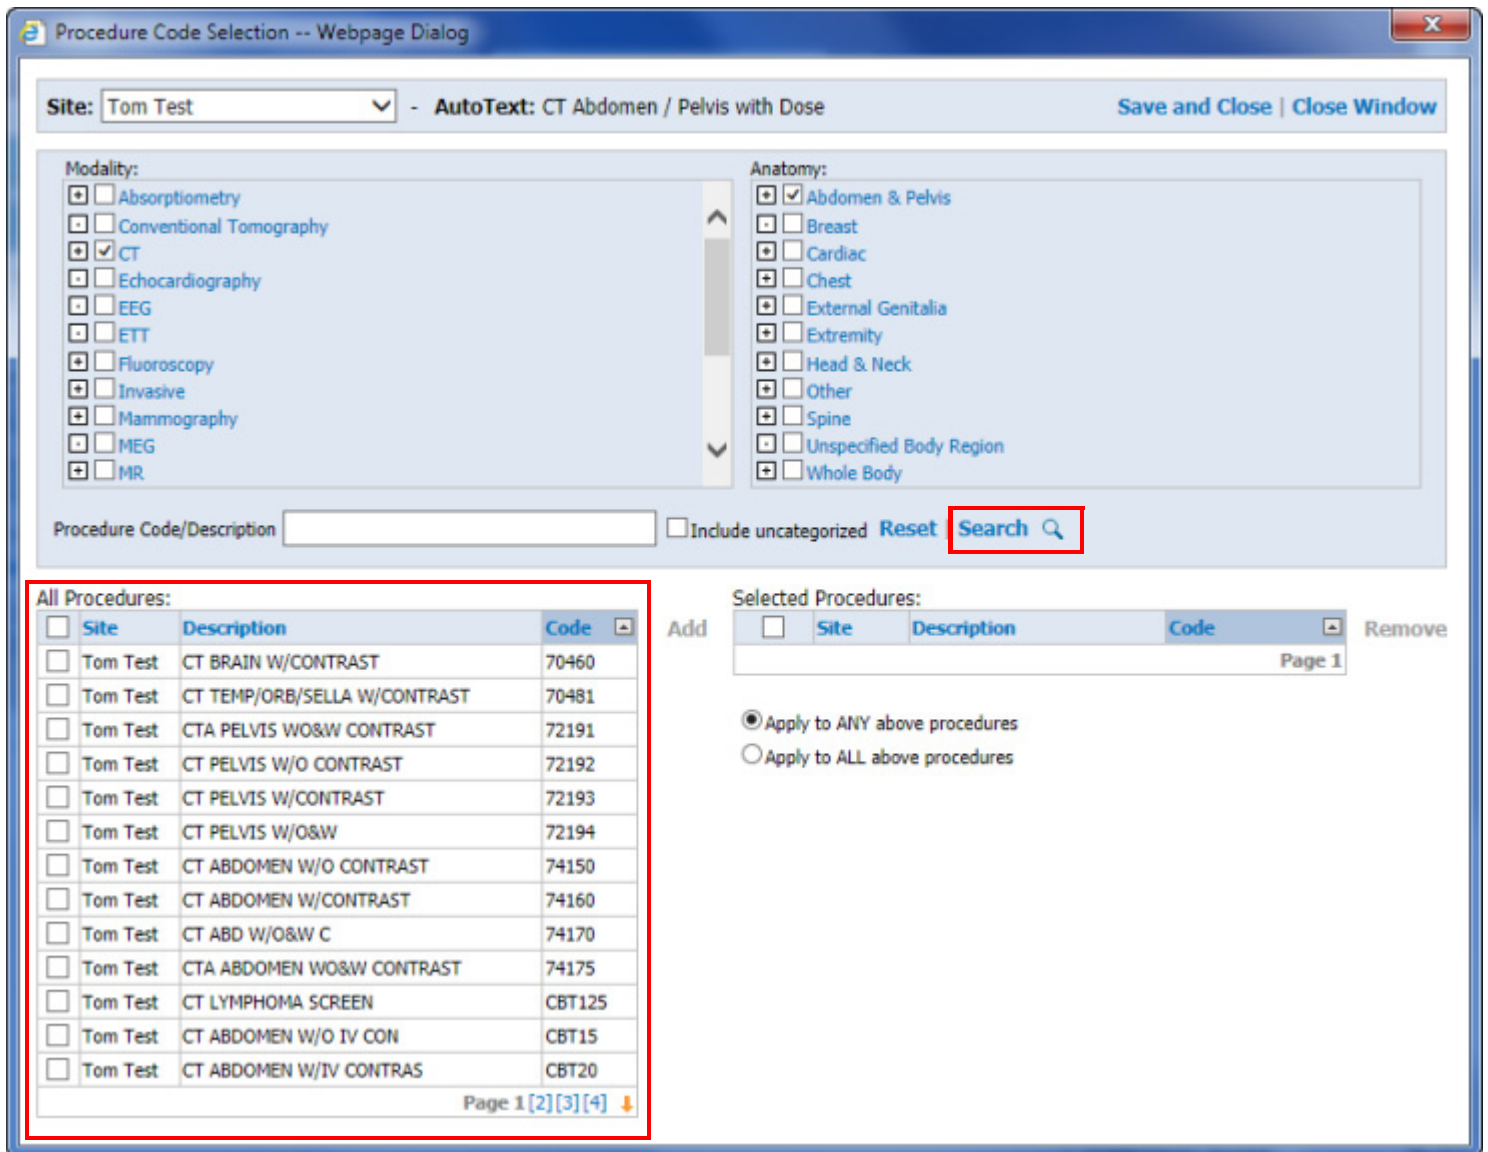 Procedure Code Selection -- Webpage Dialog
Site: Tom Test - AutoText: CT Abdomen / Pelvis with Dose Save and Close | Close Window
Modality:
Absorptiometry
Conventional Tomography
CT
Echocardiography
EEG
ETT
Fluoroscopy
Invasive
Mammography
MEG
MR
Anatomy:
Abdomen & Pelvis
Breast
Cardiac
Chest
External Genitalia
Extremity
Head & Neck
Other
Spine
Unspecified Body Region
Whole Body
Procedure Code/Description Include uncategorized Reset | Search
All Procedures:
Site Description Code
Tom Test CT BRAIN W/CONTRAST 70460
Tom Test CT TEMP/ORB/SELLA W/CONTRAST 70481
Tom Test CTA PELVIS WO&W CONTRAST 72191
Tom Test CT PELVIS W/O CONTRAST 72192
Tom Test CT PELVIS W/CONTRAST 72193
Tom Test CT PELVIS W/O&W 72194
Tom Test CT ABDOMEN W/O CONTRAST 74150
Tom Test CT ABDOMEN W/CONTRAST 74160
Tom Test CT ABD W/O&W C 74170
Tom Test CTA ABDOMEN WO&W CONTRAST 74175
Tom Test CT LYMPHOMA SCREEN CBT125
Tom Test CT ABDOMEN W/O IV CON CBT15
Tom Test CT ABDOMEN W/IV CONTRAS CBT20
Page 1 [2] [3] [4]
Add
Selected Procedures:
Site Description Code
Page 1
Remove
Apply to ANY above procedures
Apply to ALL above procedures